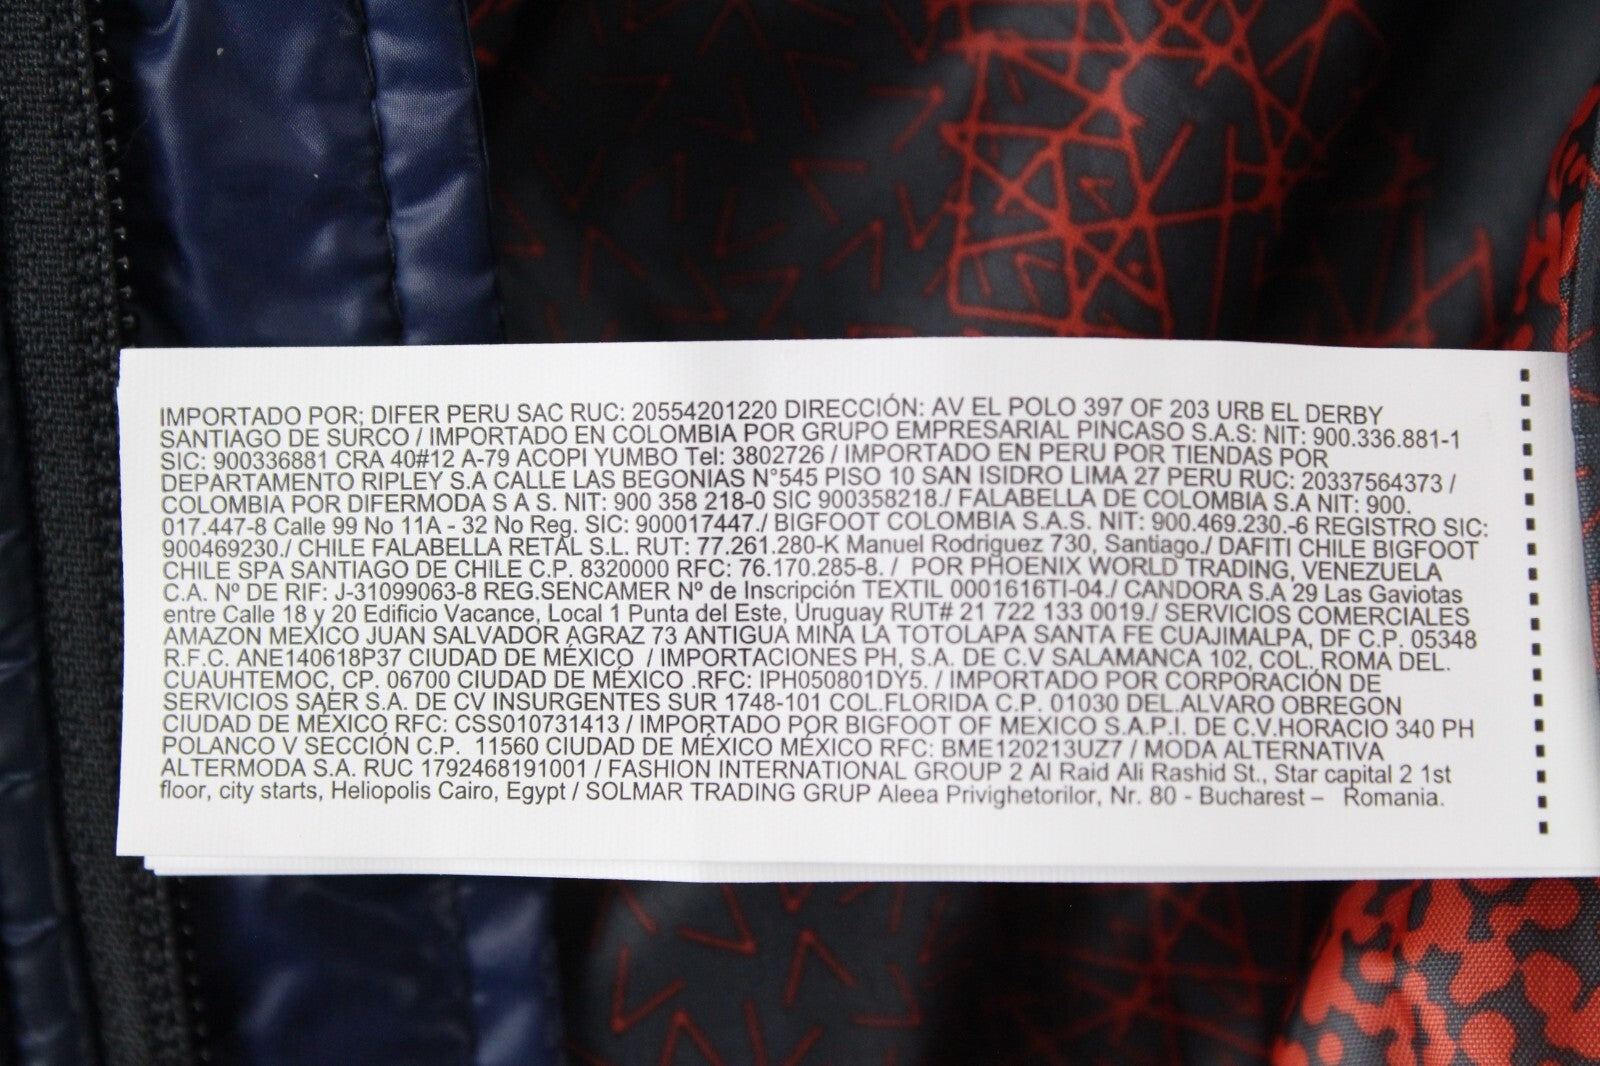 IMPORTADO POR; DIFER PERU SAC RUC: 20554201220 DIRECCIÓN: AV EL POLO 397 OF 203 URB EL DERBY
SANTIAGO DE SURCO / IMPORTADO EN COLOMBIA POR GRUPO EMPRESARIAL PINCASO S.A.S: NIT: 900.336.881-1
SIC: 900336881 CRA 40#12 A-79 ACOPI YUMBO Tel: 3802726 / IMPORTADO EN PERU POR TIENDAS POR
DEPARTAMENTO RIPLEY S.A CALLE LAS BEGONIAS N°545 PISO 10 SAN ISIDRO LIMA 27 PERU RUC: 20337564373 /
COLOMBIA POR DIFERMODA S A S. NIT: 900 358 218-0 SIC 900358218./ FALABELLA DE COLOMBIA S.A NIT: 900.
017.447-8 Calle 99 No 11A - 32 No Reg. SIC: 900017447./ BIGFOOT COLOMBIA S.A.S. NIT: 900.469.230.-6 REGISTRO SIC:
900469230./ CHILE FALABELLA RETAL S.L. RUT: 77.261.280-K Manuel Rodriguez 730, Santiago./ DAFITI CHILE BIGFOOT
CHILE SPA SANTIAGO DE CHILE C.P. 8320000 RFC: 76.170.285-8. / POR PHOENIX WORLD TRADING, VENEZUELA
C.A. Nº DE RIF: J-31099063-8 REG.SENCAMER Nº de Inscripción TEXTIL 0001616TI-04./ CANDORA S.A 29 Las Gaviotas
entre Calle 18 y 20 Edificio Vacance, Local 1 Punta del Este, Uruguay RUT# 21 722 133 0019./ SERVICIOS COMERCIALES
AMAZON MEXICO JUAN SALVADOR AGRAZ 73 ANTIGUA MINA LA TOTOLAPA SANTA FE CUAJIMALPA, DF C.P. 05348
R.F.C. ANE140618P37 CIUDAD DE MÉXICO / IMPORTACIONES PH, S.A. DE C.V SALAMANCA 102, COL. ROMA DEL.
CUAUHTEMOC, CP. 06700 CIUDAD DE MÉXICO .RFC: IPH050801DY5. / IMPORTADO POR CORPORACIÓN DE
SERVICIOS SAER S.A. DE CV INSURGENTES SUR 1748-101 COL.FLORIDA C.P. 01030 DEL.ALVARO OBREGON
CIUDAD DE MÉXICO RFC: CSS010731413 / IMPORTADO POR BIGFOOT OF MEXICO S.A.P.I. DE C.V.HORACIO 340 PH
POLANCO V SECCIÓN C.P. 11560 CIUDAD DE MÉXICO MÉXICO RFC: BME120213UZ7 / MODA ALTERNATIVA
ALTERMODA S.A. RUC 1792468191001 / FASHION INTERNATIONAL GROUP 2 Al Raid Ali Rashid St., Star capital 2 1st
floor, city starts, Heliopolis Cairo, Egypt / SOLMAR TRADING GRUP Aleea Privighetorilor, Nr. 80 - Bucharest – Romania.